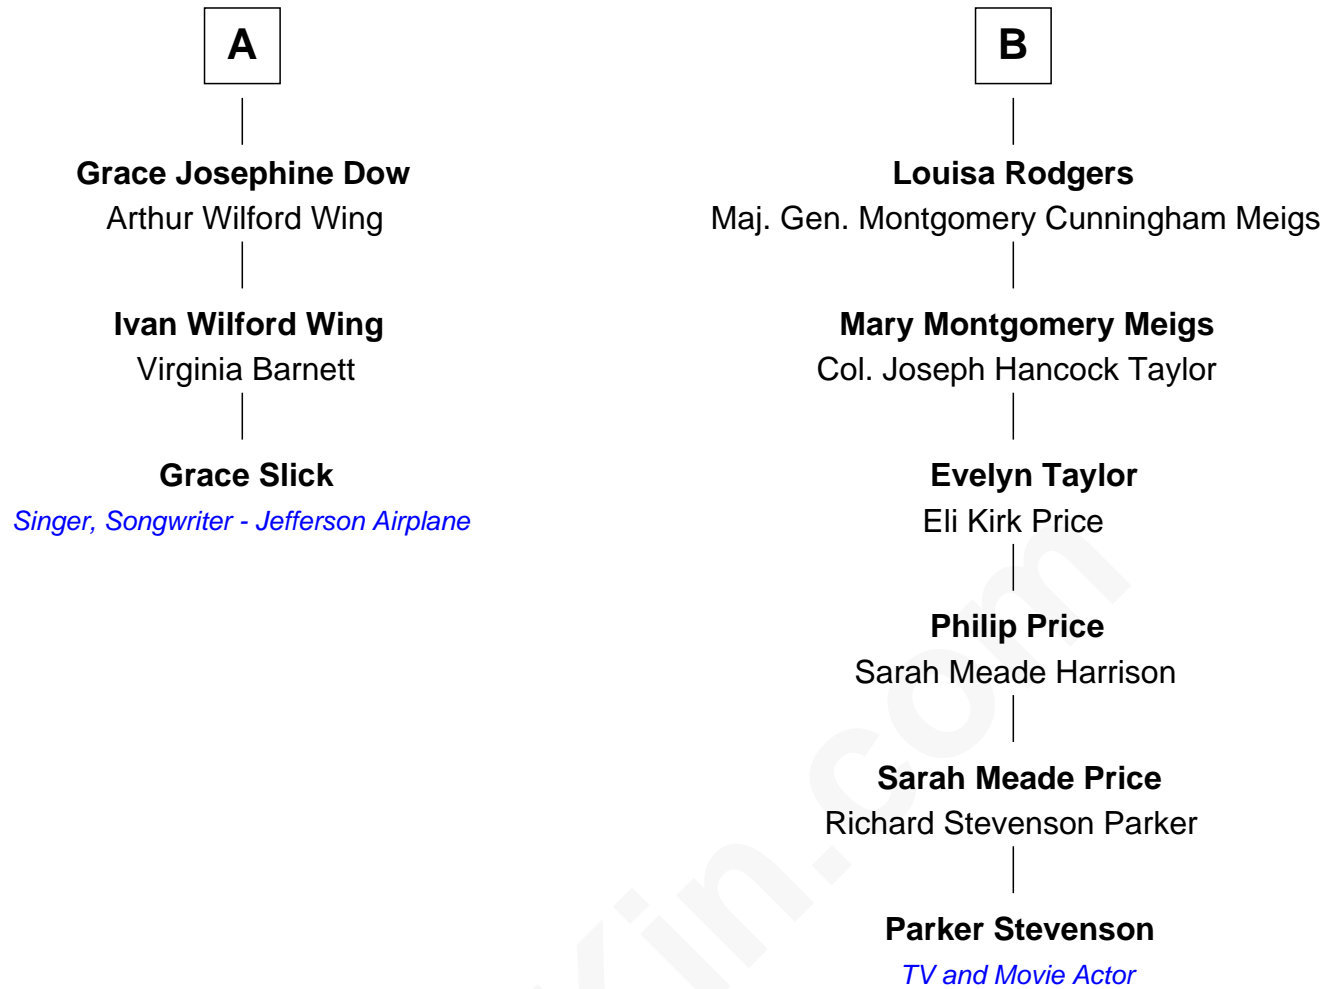 A
Grace Josephine Dow
Arthur Wilford Wing
Ivan Wilford Wing
Virginia Barnett
Grace Slick
Singer, Songwriter - Jefferson Airplane
B
Louisa Rodgers
Maj. Gen. Montgomery Cunningham Meigs
Mary Montgomery Meigs
Col. Joseph Hancock Taylor
Evelyn Taylor
Eli Kirk Price
Philip Price
Sarah Meade Harrison
Sarah Meade Price
Richard Stevenson Parker
Parker Stevenson
TV and Movie Actor
Kin.com